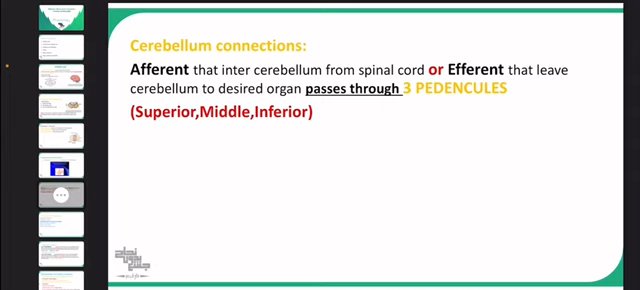 Cerebellum connections:
Afferent that inter cerebellum from spinal cord or Efferent that leave
cerebellum to desired organ passes through 3 PEDENCULES
(Superior,Middle,Inferior)